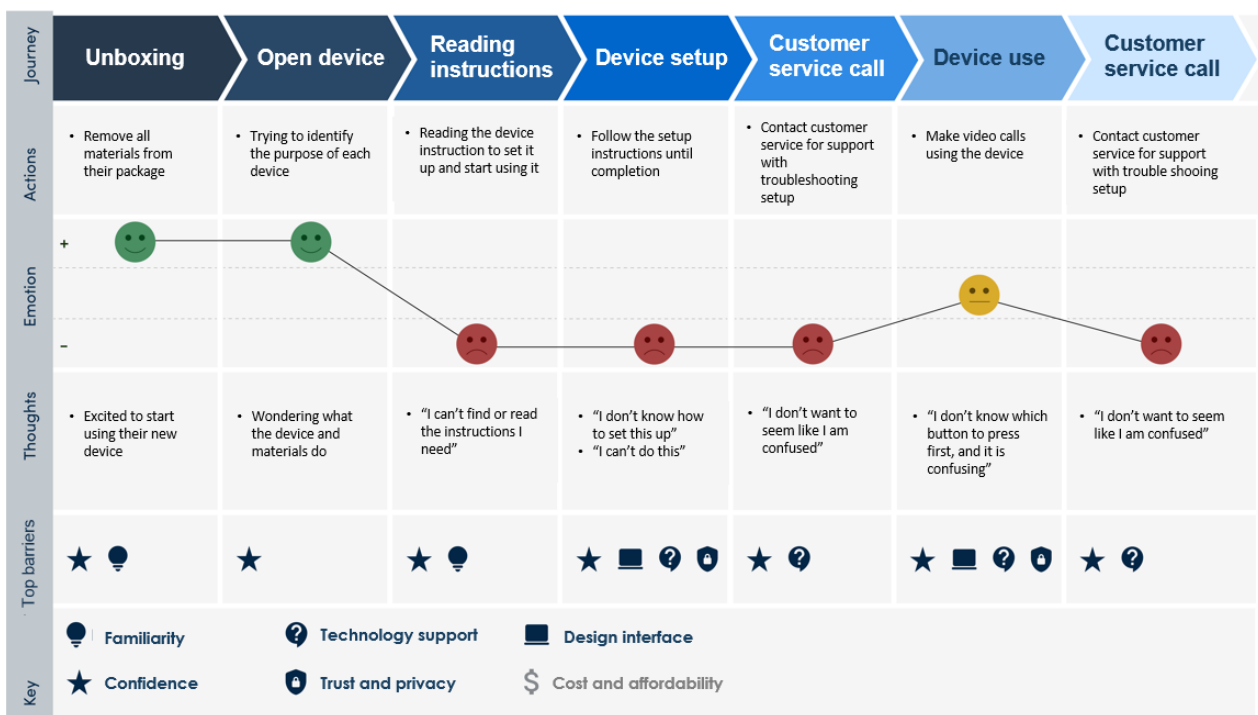 Journey
Unboxing
Open device
Reading
instructions
Device setup
Customer
service call
Device use
Customer
service call
Actions
• Remove all
materials from
their package
• Trying to identify
the purpose of each
device
• Reading the device
instruction to set it
up and start using it
• Follow the setup
instructions until
completion
• Contact customer
service for support
with
troubleshooting
setup
• Make video calls
using the device
• Contact customer
service for support
with trouble shooing
setup
Emotion
+
–
Thoughts
• Excited to start
using their new
device
• Wondering what
the device and
materials do
• “I can’t find or read
the instructions I
need”
• “I don’t know how
to set this up”
• “I can’t do this”
• “I don’t want to
seem like I am
confused”
• “I don’t know which
button to press
first, and it is
confusing”
• “I don’t want to seem
like I am confused”
Top barriers
Key
Familiarity
Technology support
Design interface
Confidence
Trust and privacy
$ Cost and affordability